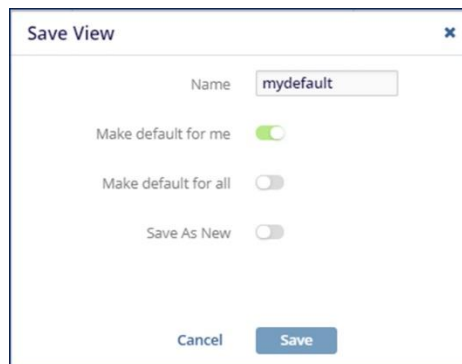 Save View
Name mydefault
Make default for me
Make default for all
Save As New
Cancel Save